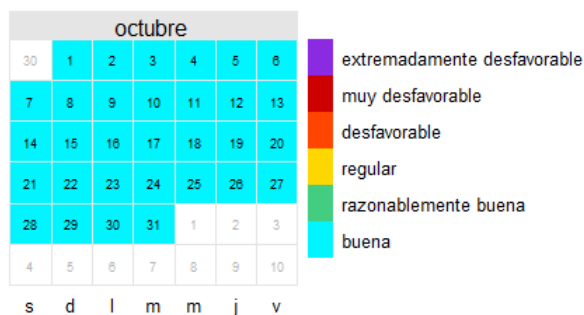 octubre
30 1 2 3 4 5 6
7 8 9 10 11 12 13
14 15 16 17 18 19 20
21 22 23 24 25 26 27
28 29 30 31 1 2 3
4 5 6 7 8 9 10
s d l m m j v
extremadamente desfavorable
muy desfavorable
desfavorable
regular
razonablemente buena
buena